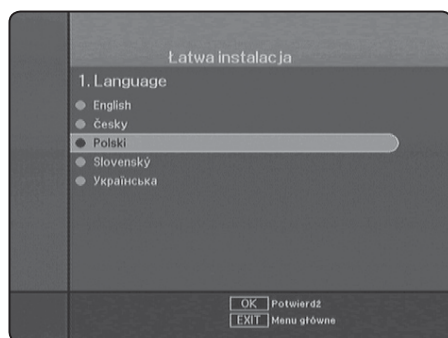 Łatwa instalacja
1. Language
English
Česky
Polski
Slovenský
Українська
OK Potwierdź
EXIT Menu główne